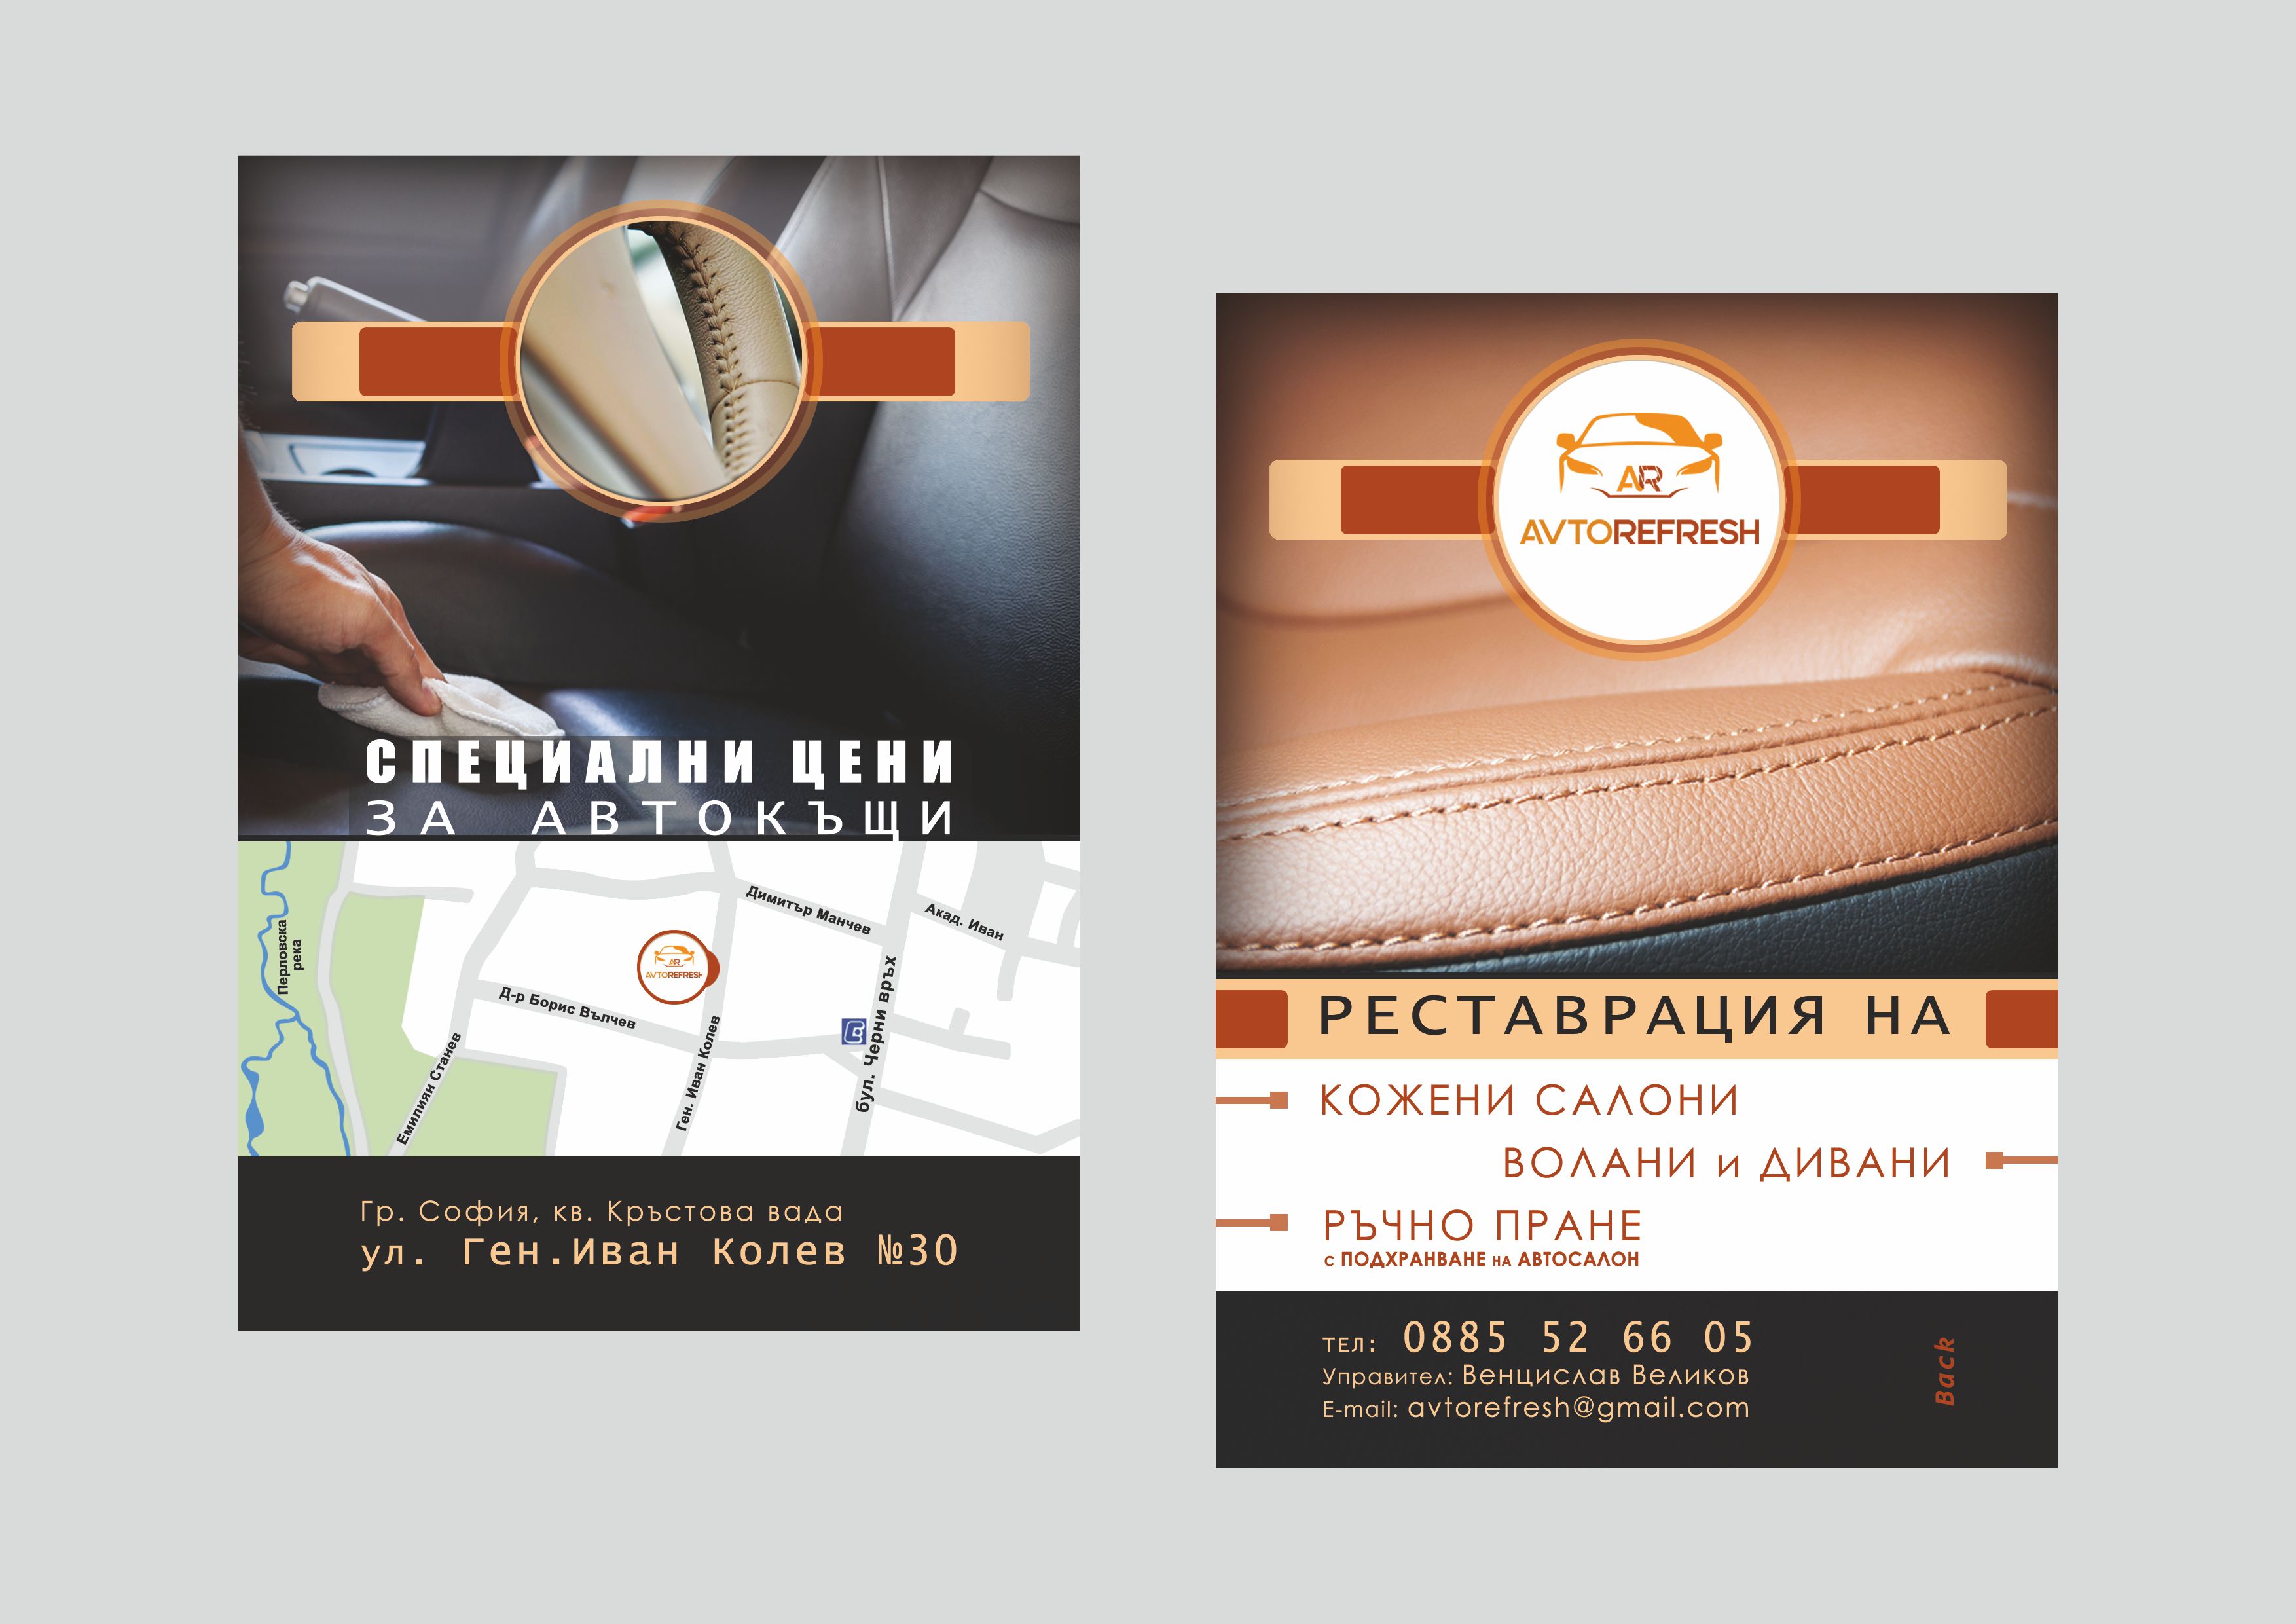 СПЕЦИАЛНИ ЦЕНИ
ЗА АВТОКЪЩИ
Перловска
река
Димитър Манчев
Акад. Иван
AR
AVTOREFRESH
Д-р Борис Вълчев
Емилиян Станев
Ген. Иван Колев
бул. Черни връх
Гр. София, кв. Кръстова вада
ул. Ген.Иван Колев №30
AR
AVTOREFRESH
РЕСТАВРАЦИЯ НА
КОЖЕНИ САЛОНИ
ВОЛАНИ и ДИВАНИ
РЪЧНО ПРАНЕ
с ПОДХРАНВАНЕ НА АВТОСАЛОН
ТЕЛ: 0885 52 66 05
Управител: Венцислав Великов
E-mail: avtorefresh@gmail.com
Back